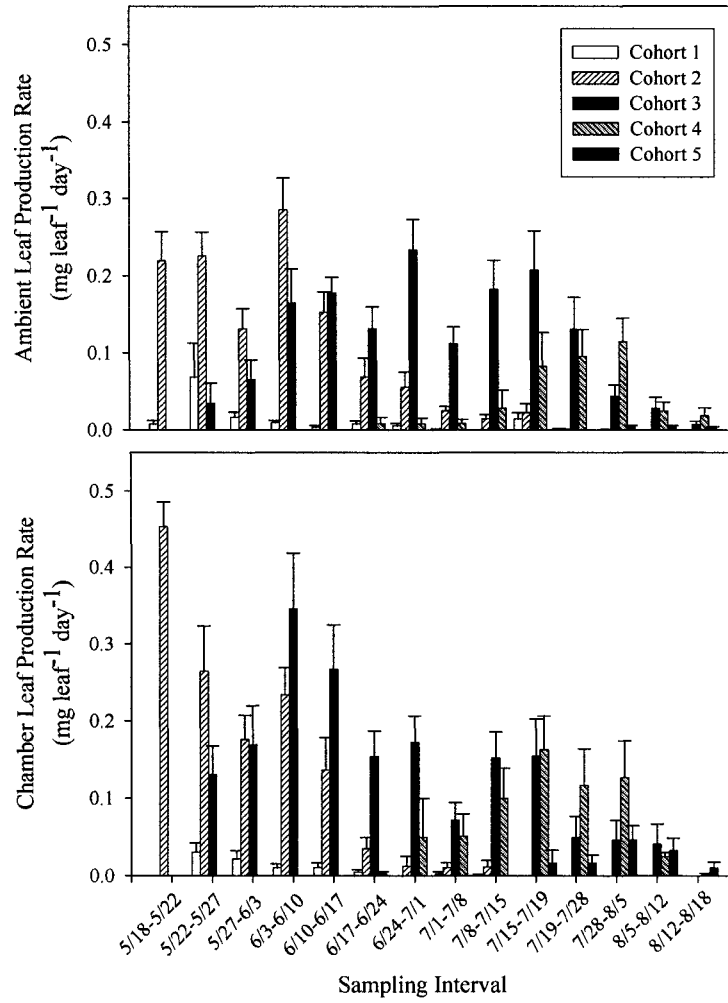 0.5
0.4
0.3
0.2
0.1
0.0
Ambient Leaf Production Rate
(mg leaf⁻¹ day⁻¹)
Cohort 1
Cohort 2
Cohort 3
Cohort 4
Cohort 5
0.5
0.4
0.3
0.2
0.1
0.0
Chamber Leaf Production Rate
(mg leaf⁻¹ day⁻¹)
5/18-5/22
5/22-5/27
5/27-6/3
6/3-6/10
6/10-6/17
6/17-6/24
6/24-7/1
7/1-7/8
7/8-7/15
7/15-7/19
7/19-7/28
7/28-8/5
8/5-8/12
8/12-8/18
Sampling Interval